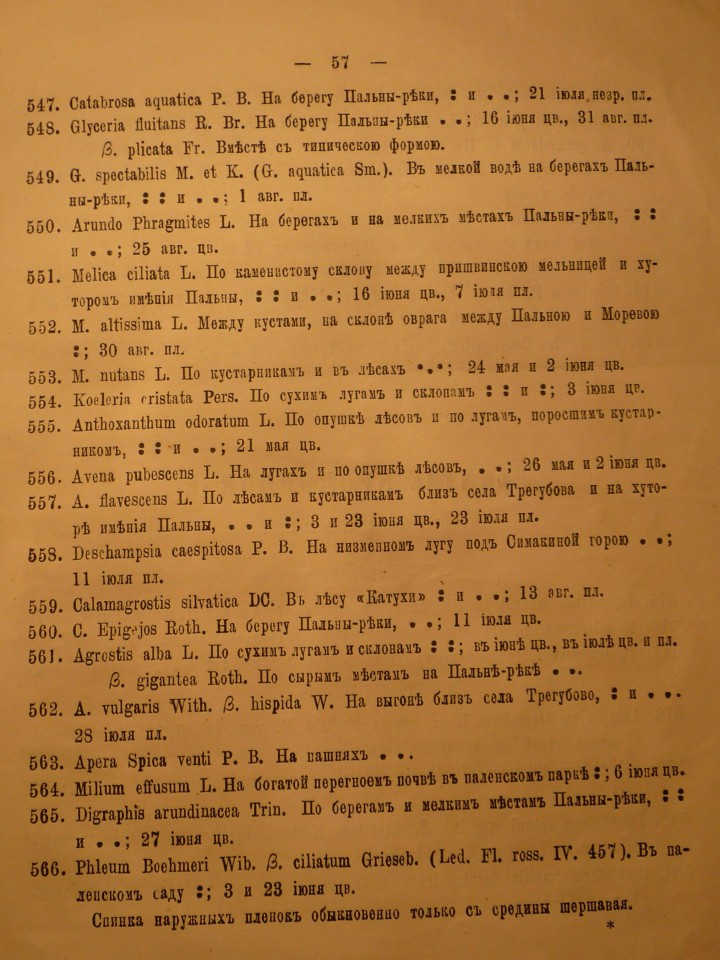 — 57 —
547. Catabrosa aquatica P. B. На берегу Пальны-рѣки, : и • •; 21 іюля незр. пл.
548. Glyceria fluitans R. Br. На берегу Пальны-рѣки • •; 16 іюня цв., 31 авг. пл.
β. plicata Fr. Вмѣстѣ съ типическою формою.
549. G. spectabilis M. et K. (G. aquatica Sm.). Въ мелкой водѣ на берегахъ Паль-
ны-рѣки, : : и • •; 1 авг. пл.
550. Arundo Phragmites L. На берегахъ и на мелкихъ мѣстахъ Пальны-рѣки, : :
и • •; 25 авг. цв.
551. Melica ciliata L. По каменистому склону между пришвинскою мельницей и ху-
торомъ имѣнія Пальны, : : и • •; 16 іюня цв., 7 іюля пл.
552. M. altissima L. Между кустами, на склонѣ оврага между Пальною и Моревою
:; 30 авг. пл.
553. M. nutans L. По кустарникамъ и въ лѣсахъ •••; 24 мая и 2 іюня цв.
554. Koeleria cristata Pers. По сухимъ лугамъ и склонамъ : : и :; 3 іюня цв.
555. Anthoxanthum odoratum L. По опушкѣ лѣсовъ и по лугамъ, поросшимъ кустар-
никомъ, : : и • •; 21 мая цв.
556. Avena pubescens L. На лугахъ и по опушкѣ лѣсовъ, • •; 26 мая и 2 іюня цв.
557. A. flavescens L. По лѣсамъ и кустарникамъ близъ села Трегубова и на хуто-
рѣ имѣнія Пальны, • • и :; 3 и 23 іюня цв., 23 іюля пл.
558. Deschampsia caespitosa P. B. На низменномъ лугу подъ Симакиной горою • •;
11 іюля пл.
559. Calamagrostis silvatica DC. Въ лѣсу «Катухи» : и • •; 13 авг. пл.
560. C. Epigejos Roth. На берегу Пальны-рѣки, • •; 11 іюля цв.
561. Agrostis alba L. По сухимъ лугамъ и склонамъ : :; въ іюнѣ цв., въ іюлѣ цв. и пл.
β. gigantea Roth. По сырымъ мѣстамъ на Пальнѣ-рѣкѣ • •.
562. A. vulgaris With. β. hispida W. На выгонѣ близъ села Трегубово, : и • •.
28 іюля пл.
563. Apera Spica venti P. B. На пашняхъ • •.
564. Milium effusum L. На богатой перегноемъ почвѣ въ паленскомъ паркѣ :; 6 іюня цв.
565. Digraphis arundinacea Trin. По берегамъ и мелкимъ мѣстамъ Пальны-рѣки, : :
и • •; 27 іюня цв.
566. Phleum Boehmeri Wib. β. ciliatum Grieseb. (Led. Fl. ross. IV. 457). Въ па-
ленскомъ саду :; 3 и 23 іюня цв.
Спинка наружныхъ пленокъ обыкновенно только съ средины шершавая.
*